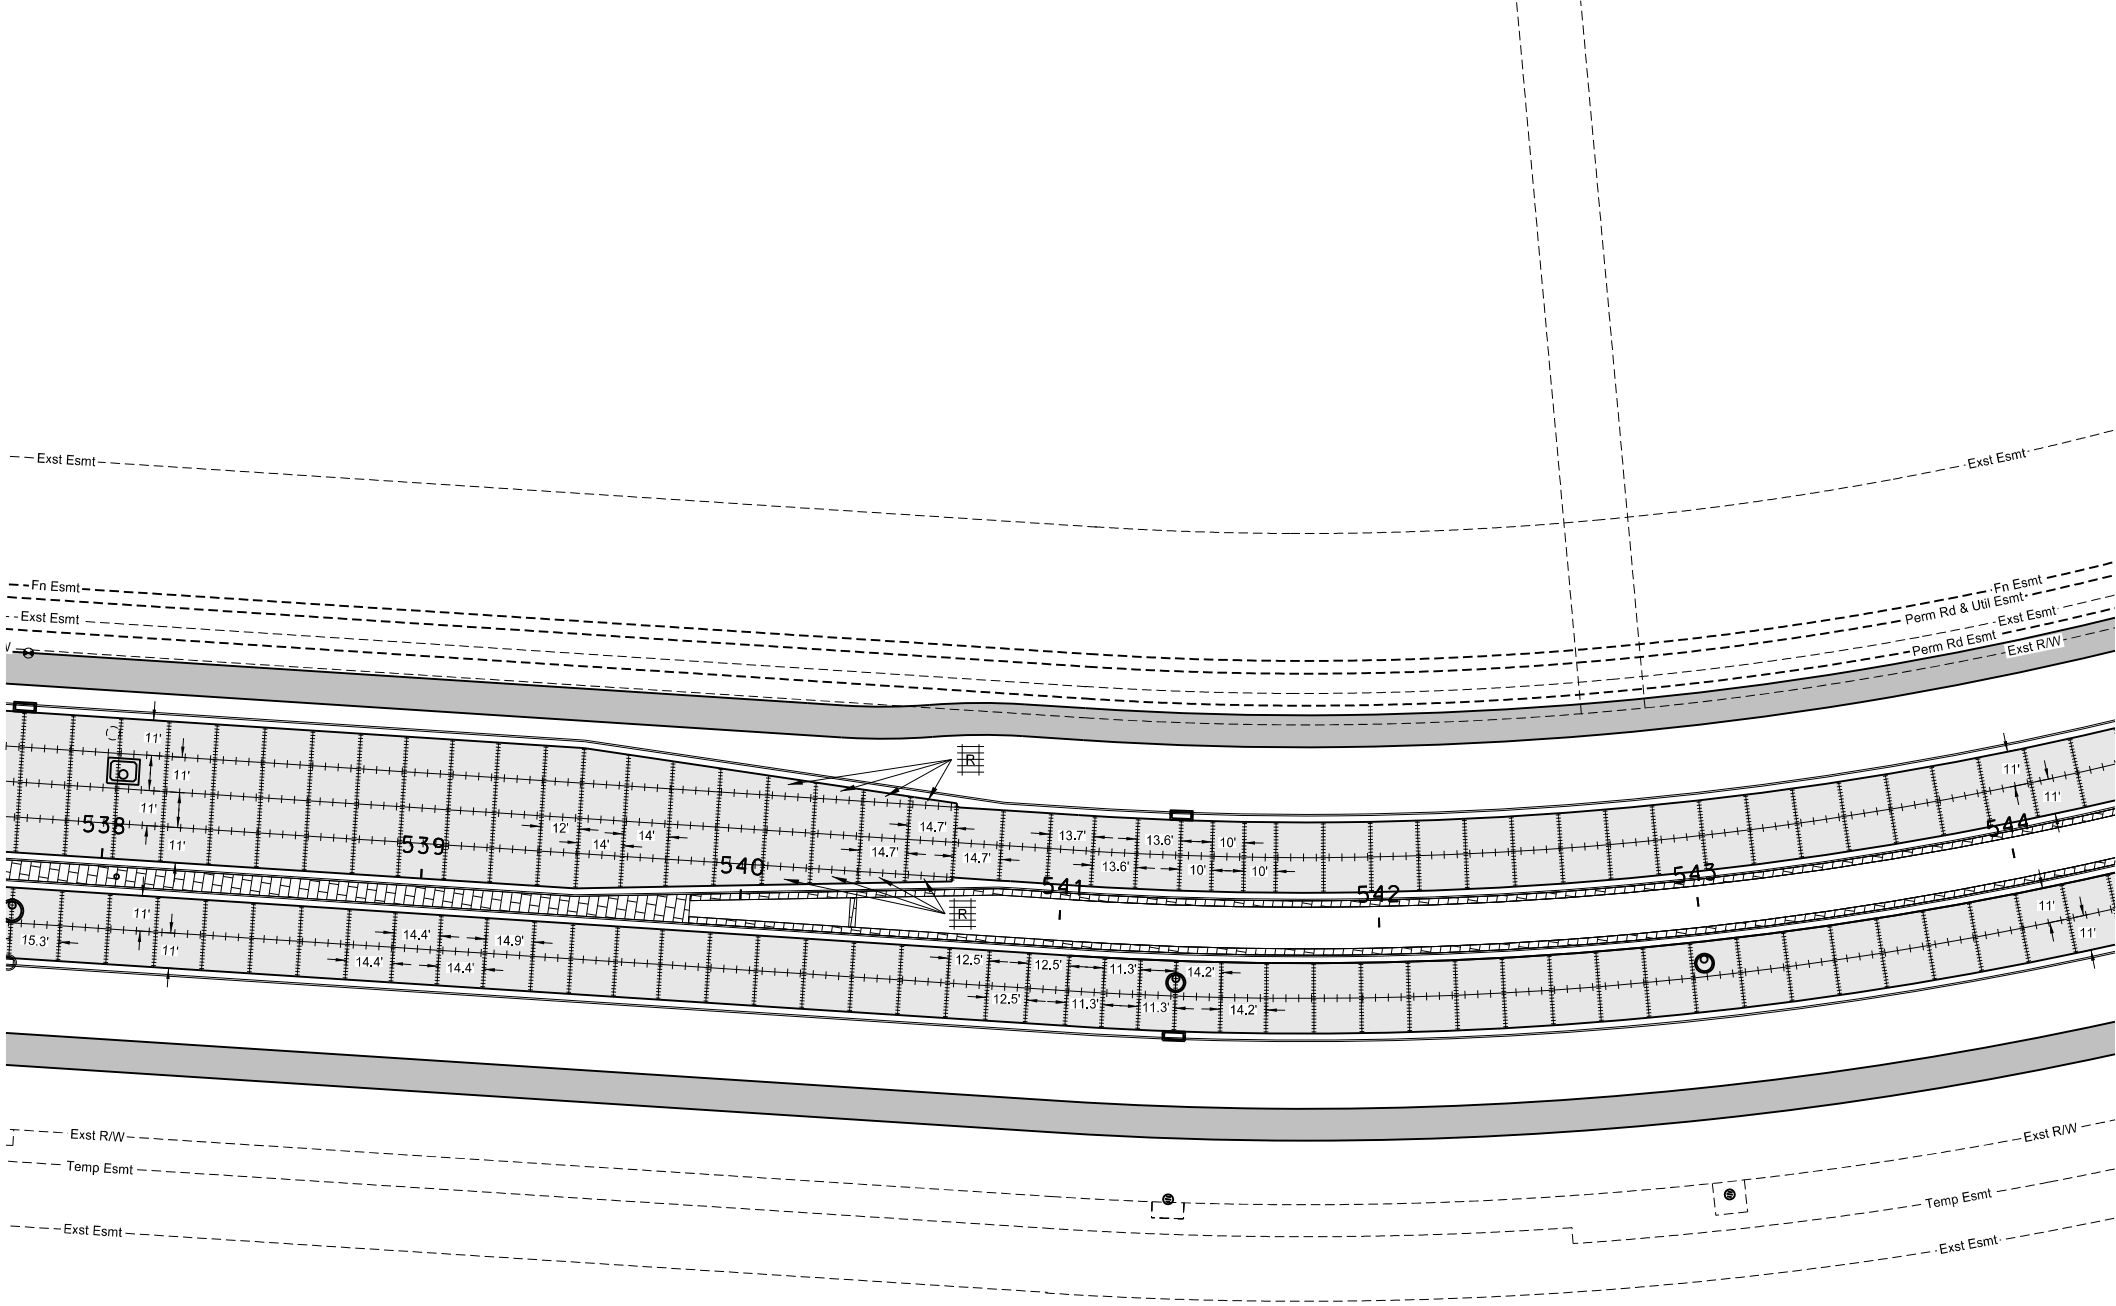 Exst Esmt
Exst Esmt
Fn Esmt
Fn Esmt
Perm Rd & Util Esmt
Exst Esmt
Exst Esmt
Perm Rd Esmt
Exst R/W
11'
11'
11'
11'
R
11'
11'
538
539
540
541
542
543
544
12'
14'
14'
14.7'
14.7'
14.7'
13.7'
13.6'
13.6'
10'
10'
10'
R
11'
11'
15.3'
14.4'
14.4'
14.4'
14.9'
12.5'
12.5'
12.5'
11.3'
11.3'
11.3'
14.2'
14.2'
11'
11'
Exst R/W
Exst R/W
Temp Esmt
Temp Esmt
Exst Esmt
Exst Esmt